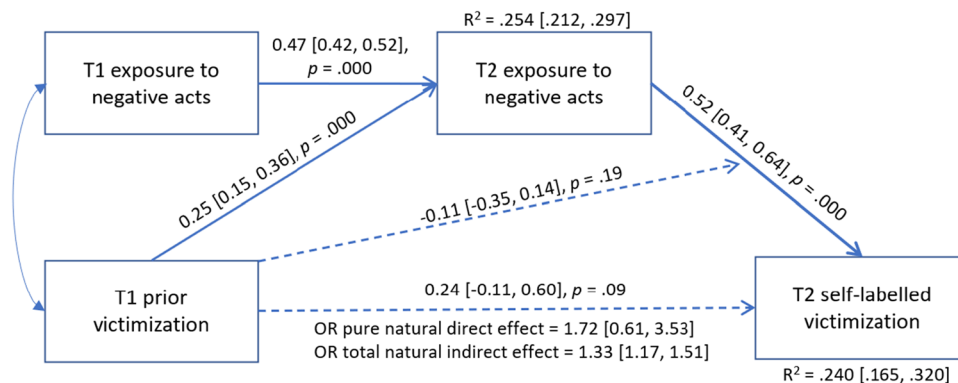 R² = .254 [.212, .297]
T1 exposure to
negative acts
0.47 [0.42, 0.52],
p = .000
T2 exposure to
negative acts
0.25 [0.15, 0.36], p = .000
0.52 [0.41, 0.64], p = .000
-0.11 [-0.35, 0.14], p = .19
T1 prior
victimization
0.24 [-0.11, 0.60], p = .09
OR pure natural direct effect = 1.72 [0.61, 3.53]
OR total natural indirect effect = 1.33 [1.17, 1.51]
T2 self-labelled
victimization
R² = .240 [.165, .320]